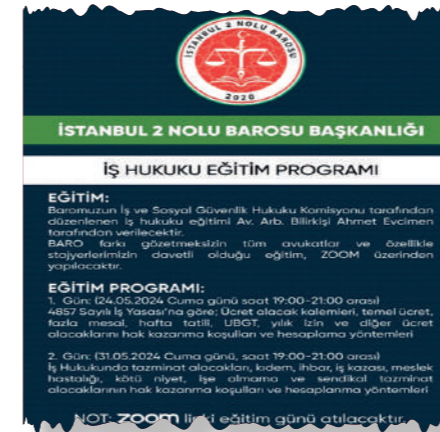 İSTANBUL 2 NOLU BAROSU
2020
İSTANBUL 2 NOLU BAROSU BAŞKANLIĞI
İŞ HUKUKU EĞİTİM PROGRAMI
EĞİTİM:
Baromuzun İş ve Sosyal Güvenlik Hukuku Komisyonu tarafından
düzenlenen iş hukuku eğitimi Av. Arb. Bilirkişi Ahmet Evcimen
tarafından verilecektir.
BARO farkı gözetmeksizin tüm avukatlar ve özellikle
stajyerlerimizin davetli olduğu eğitim, ZOOM üzerinden
yapılacaktır.
EĞİTİM PROGRAMI:
1. Gün: (24.05.2024 Cuma günü saat 19:00-21:00 arası)
4857 Sayılı İş Yasası'na göre; Ücret alacak kalemleri, temel ücret,
fazla mesai, hafta tatili, UBGT, yıllık izin ve diğer ücret
alacaklarını hak kazanma koşulları ve hesaplama yöntemleri
2. Gün: (31.05.2024 Cuma günü, saat 19:00-21:00 arası)
İş Hukukunda tazminat alacakları, kıdem, ihbar, iş kazası, meslek
hastalığı, kötü niyet, işe almama ve sendikal tazminat
alacaklarının hak kazanma koşulları ve hesaplanma yöntemleri
NOT: ZOOM linki eğitim günü atılacaktır.